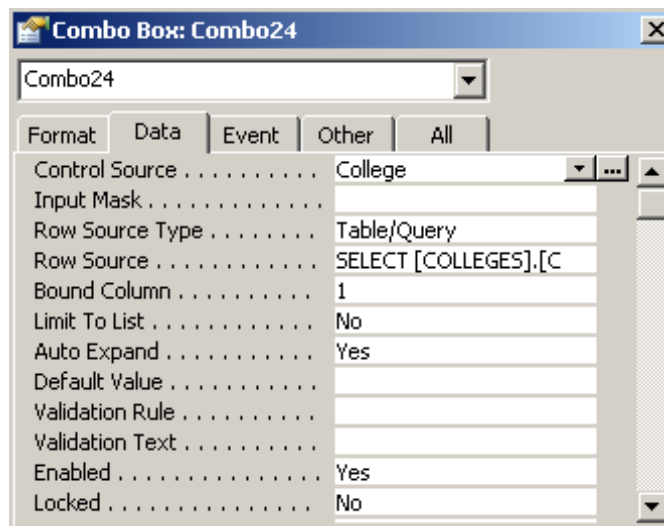 Combo Box: Combo24
Combo24
Format Data Event Other All
Control Source . . . . . . . . . . College
Input Mask . . . . . . . . . . . . .
Row Source Type . . . . . . . . Table/Query
Row Source . . . . . . . . . . . . SELECT [COLLEGES].[C
Bound Column . . . . . . . . . . 1
Limit To List . . . . . . . . . . . . No
Auto Expand . . . . . . . . . . . Yes
Default Value . . . . . . . . . . .
Validation Rule . . . . . . . . . .
Validation Text . . . . . . . . . .
Enabled . . . . . . . . . . . . . . . Yes
Locked . . . . . . . . . . . . . . . No